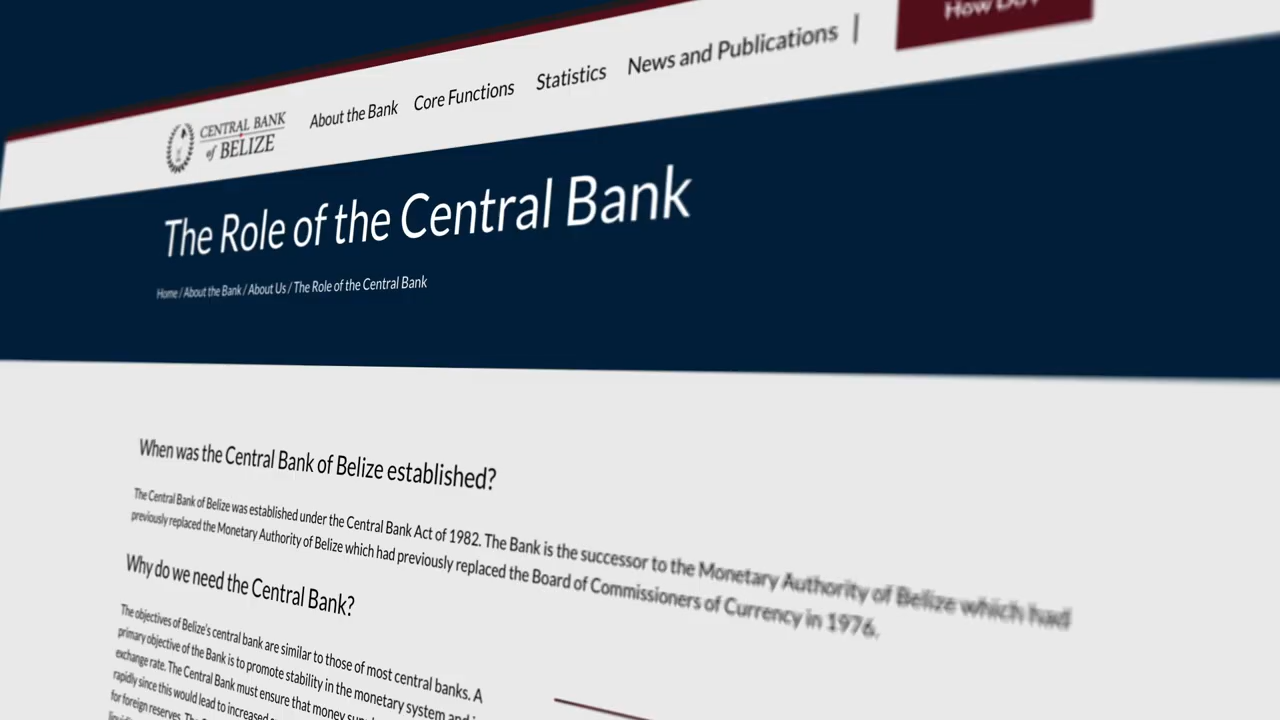 How Do I
About the Bank Core Functions Statistics News and Publications |
CENTRAL BANK
of BELIZE
The Role of the Central Bank
Home / About the Bank / About Us / The Role of the Central Bank
When was the Central Bank of Belize established?
The Central Bank of Belize was established under the Central Bank Act of 1982. The Bank is the successor to the Monetary Authority of Belize which had
previously replaced the Monetary Authority of Belize which had previously replaced the Board of Commissioners of Currency in 1976.
Why do we need the Central Bank?
The objectives of Belize's central bank are similar to those of most central banks. A
primary objective of the Bank is to promote stability in the monetary system and
exchange rate. The Central Bank must ensure that money
rapidly since this would lead to increased
for foreign reserves. The